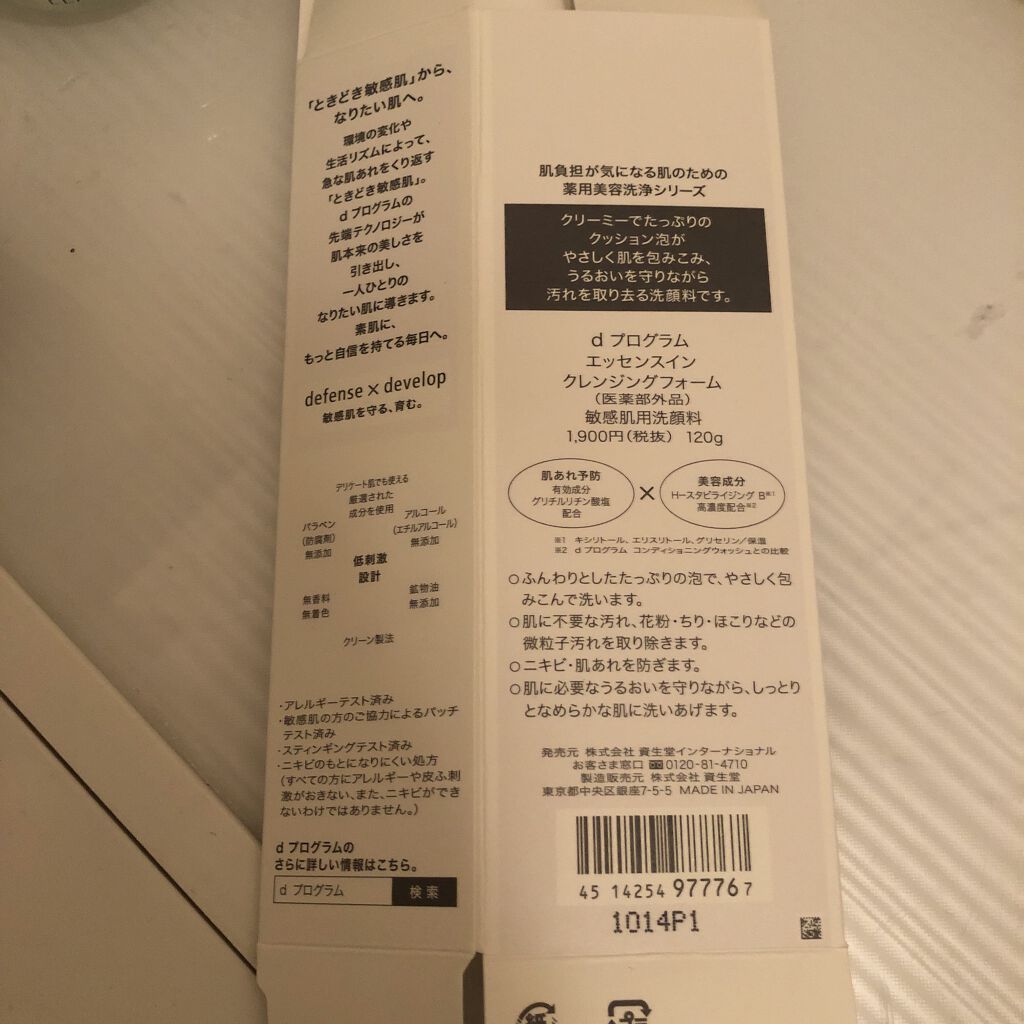 「ときどき敏感肌」から、
なりたい肌へ。
環境の変化や
生活リズムによって、
急な肌あれをくり返す
「ときどき敏感肌」。
d プログラムの
先端テクノロジーが
肌本来の美しさを
引き出し、
一人ひとりの
なりたい肌に導きます。
素肌に、
もっと自信を持てる毎日へ。
defense×develop
敏感肌を守る、育む。
デリケート肌でも使える
厳選された
成分を使用
パラベン
(防腐剤)
無添加
アルコール
(エチルアルコール)
無添加
低刺激
設計
無香料
無着色
鉱物油
無添加
クリーン製法
・アレルギーテスト済み
・敏感肌の方のご協力によるパッチ
テスト済み
・スティンギングテスト済み
・ニキビのもとになりにくい処方
(すべての方にアレルギーや皮ふ刺
激がおきない、また、ニキビができ
ないわけではありません。)
d プログラムの
さらに詳しい情報はこちら。
d プログラム 検索
肌負担が気になる肌のための
薬用美容洗浄シリーズ
クリーミーでたっぷりの
クッション泡が
やさしく肌を包みこみ、
うるおいを守りながら
汚れを取り去る洗顔料です。
d プログラム
エッセンスイン
クレンジングフォーム
(医薬部外品)
敏感肌用洗顔料
1,900円(税抜) 120g
肌あれ予防
有効成分
グリチルリチン酸塩
配合
×
美容成分
H-スタビライジング B※1
高濃度配合※2
※1 キシリトール、エリスリトール、グリセリン/保湿
※2 d プログラム コンディショニングウォッシュとの比較
○ふんわりとしたたっぷりの泡で、やさしく包
みこんで洗います。
○肌に不要な汚れ、花粉・ちり・ほこりなどの
微粒子汚れを取り除きます。
○ニキビ・肌あれを防ぎます。
○肌に必要なうるおいを守りながら、しっとり
となめらかな肌に洗いあげます。
発売元 株式会社 資生堂インターナショナル
お客さま窓口 0120-81-4710
製造販売元 株式会社 資生堂
東京都中央区銀座7-5-5 MADE IN JAPAN
45 14254 977767
1014P1